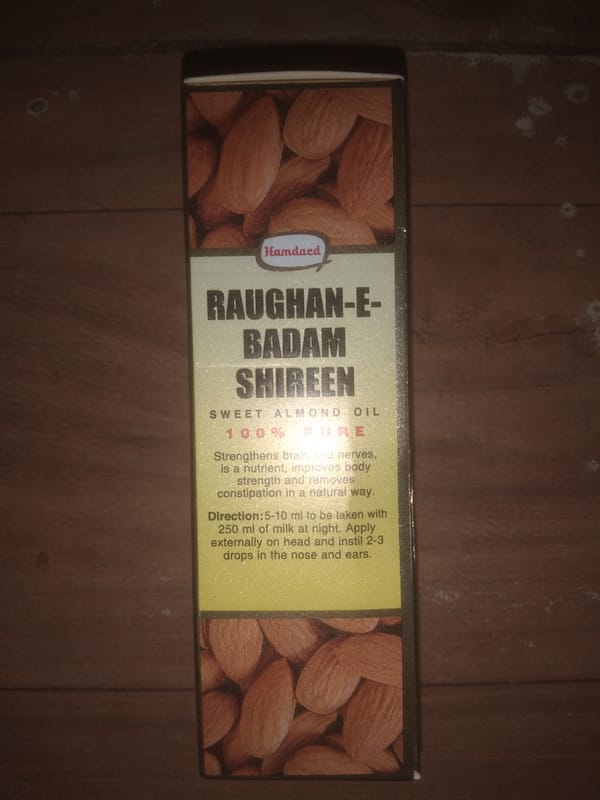 Hamdard
RAUGHAN-E-
BADAM
SHIREEN
SWEET ALMOND OIL
100% PURE
Strengthens brain and nerves,
is a nutrient, improves body
strength and removes
constipation in a natural way.
Direction:5-10 ml to be taken with
250 ml of milk at night. Apply
externally on head and instil 2-3
drops in the nose and ears.